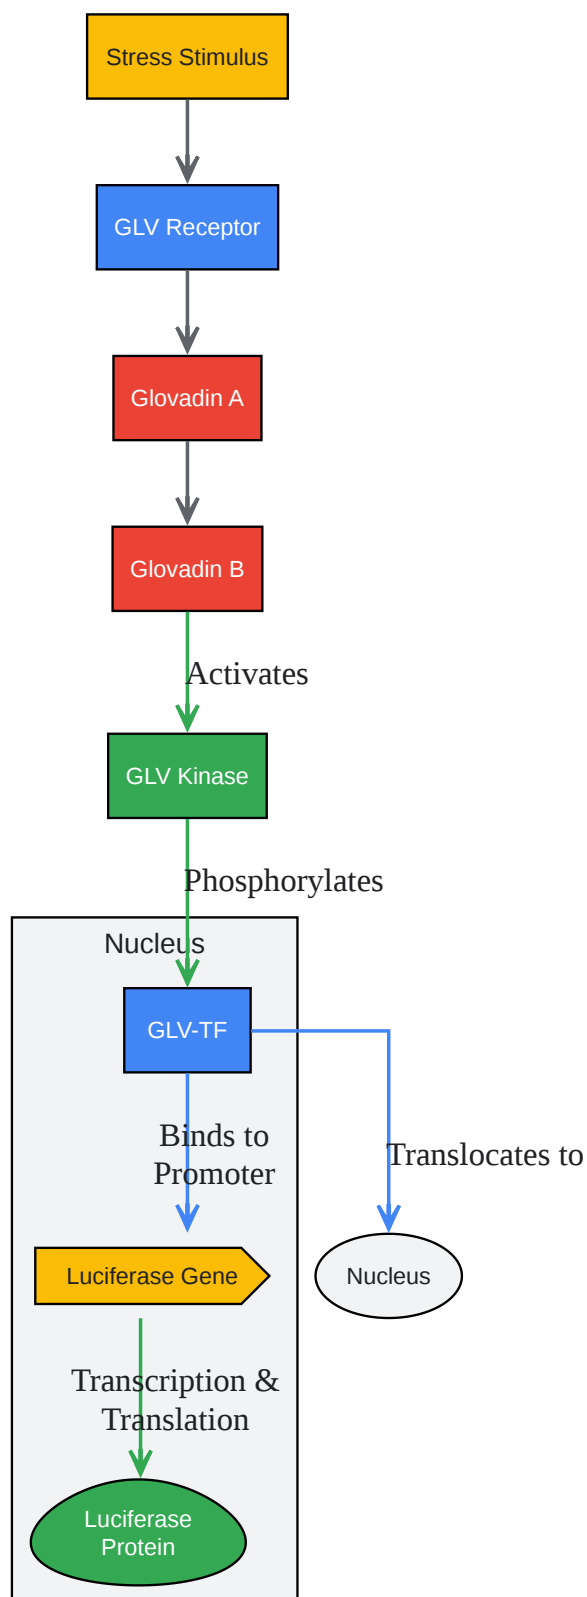 Stress Stimulus
GLV Receptor
Glovadin A
Glovadin B
Activates
GLV Kinase
Phosphorylates
Nucleus
GLV-TF
Binds to
Promoter
Translocates to
Luciferase Gene
Nucleus
Transcription &
Translation
Luciferase
Protein